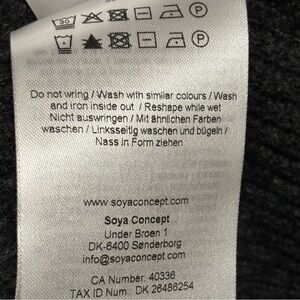 30
P
P
Do not wring / Wash with similar colours / Wash
and iron inside out / Reshape while wet
Nicht auswringen / Mit ähnlichen Farben
waschen / Linksseitig waschen und bügeln /
Nass in Form ziehen
www.soyaconcept.com
Soya Concept
Under Broen 1
DK-6400 Sønderborg
info@soyaconcept.com
CA Number: 40336
TAX ID Num.: DK 26486254